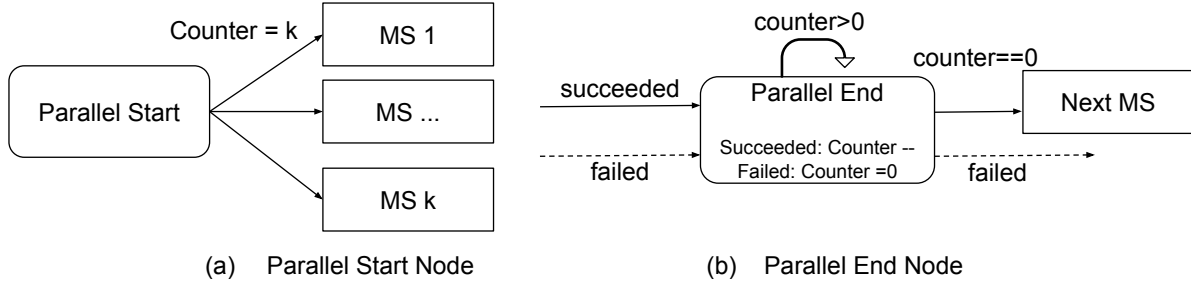 Counter = k
Parallel Start
MS 1
MS ...
MS k
(a) Parallel Start Node
counter>0
counter==0
succeeded
failed
Parallel End
Succeeded: Counter --
Failed: Counter =0
Next MS
failed
(b) Parallel End Node